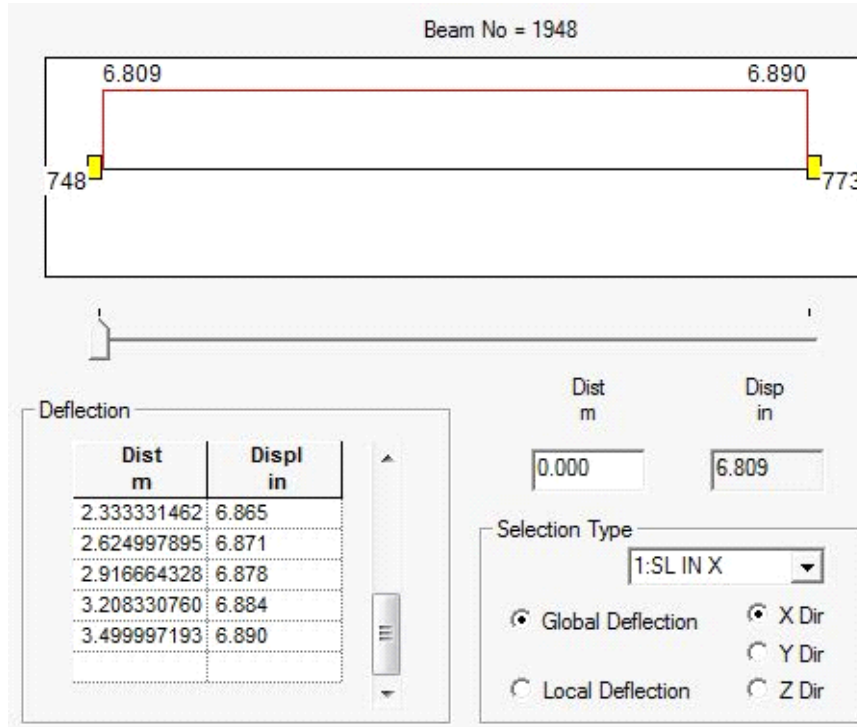 Beam No = 1948
6.809 6.890
748 773
Dist Disp
m in
0.000 6.809
Deflection
Dist Displ
m in
2.333331462 6.865
2.624997895 6.871
2.916664328 6.878
3.208330760 6.884
3.499997193 6.890
Selection Type
1:SL IN X
Global Deflection X Dir
Y Dir
Local Deflection Z Dir